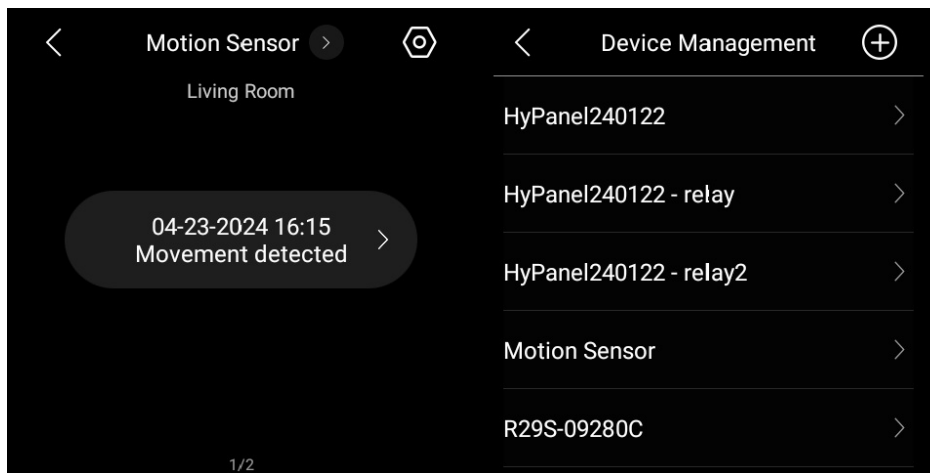 Motion Sensor
Living Room
04-23-2024 16:15
Movement detected
1/2
Device Management
HyPanel240122
HyPanel240122 - relay
HyPanel240122 - relay2
Motion Sensor
R29S-09280C